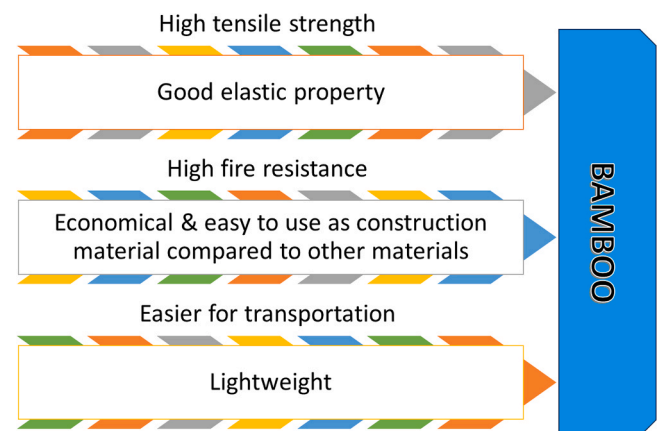 High tensile strength
Good elastic property
High fire resistance
Economical & easy to use as construction
material compared to other materials
Easier for transportation
Lightweight
BAMBOO